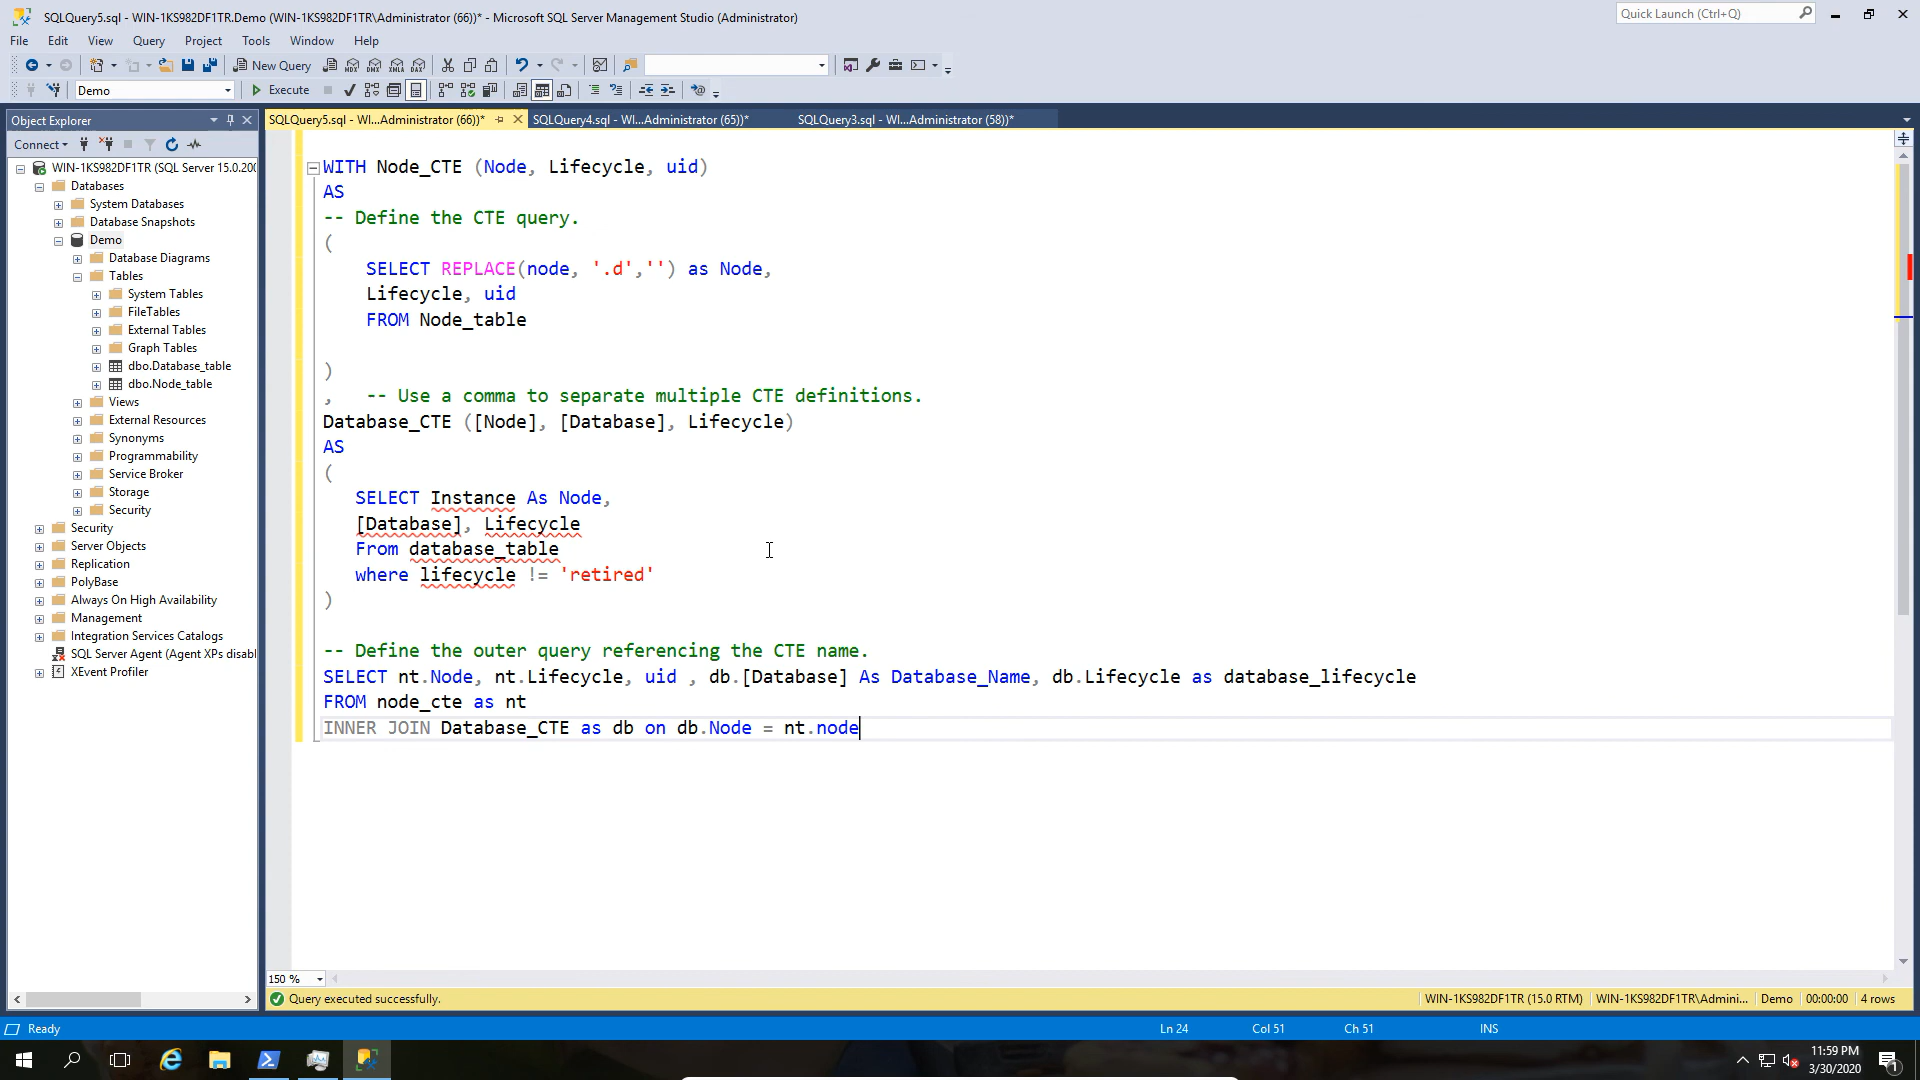 SQLQuery5.sql - WIN-1KS982DF1TR.Demo (WIN-1KS982DF1TR\Administrator (66))* - Microsoft SQL Server Management Studio (Administrator)
Quick Launch (Ctrl+Q)
File Edit View Query Project Tools Window Help
New Query
MDX DMX XMLA DAX
Demo
Execute
Object Explorer
SQLQuery5.sql - WI...Administrator (66))*
SQLQuery4.sql - WI...Administrator (65))*
SQLQuery3.sql - WI...Administrator (58))*
Connect
WIN-1KS982DF1TR (SQL Server 15.0.200
Databases
System Databases
Database Snapshots
Demo
Database Diagrams
Tables
System Tables
FileTables
External Tables
Graph Tables
dbo.Database_table
dbo.Node_table
Views
External Resources
Synonyms
Programmability
Service Broker
Storage
Security
Security
Server Objects
Replication
PolyBase
Always On High Availability
Management
Integration Services Catalogs
SQL Server Agent (Agent XPs disabl
XEvent Profiler
WITH Node_CTE (Node, Lifecycle, uid)
AS
-- Define the CTE query.
(
SELECT REPLACE(node, '.d','') as Node,
Lifecycle, uid
FROM Node_table
)
, -- Use a comma to separate multiple CTE definitions.
Database_CTE ([Node], [Database], Lifecycle)
AS
(
SELECT Instance As Node,
[Database], Lifecycle
From database_table
where lifecycle != 'retired'
)
-- Define the outer query referencing the CTE name.
SELECT nt.Node, nt.Lifecycle, uid , db.[Database] As Database_Name, db.Lifecycle as database_lifecycle
FROM node_cte as nt
INNER JOIN Database_CTE as db on db.Node = nt.node
150 %
Query executed successfully.
WIN-1KS982DF1TR (15.0 RTM) WIN-1KS982DF1TR\Admini... Demo 00:00:00 4 rows
Ready
Ln 24 Col 51 Ch 51 INS
11:59 PM
3/30/2020
1